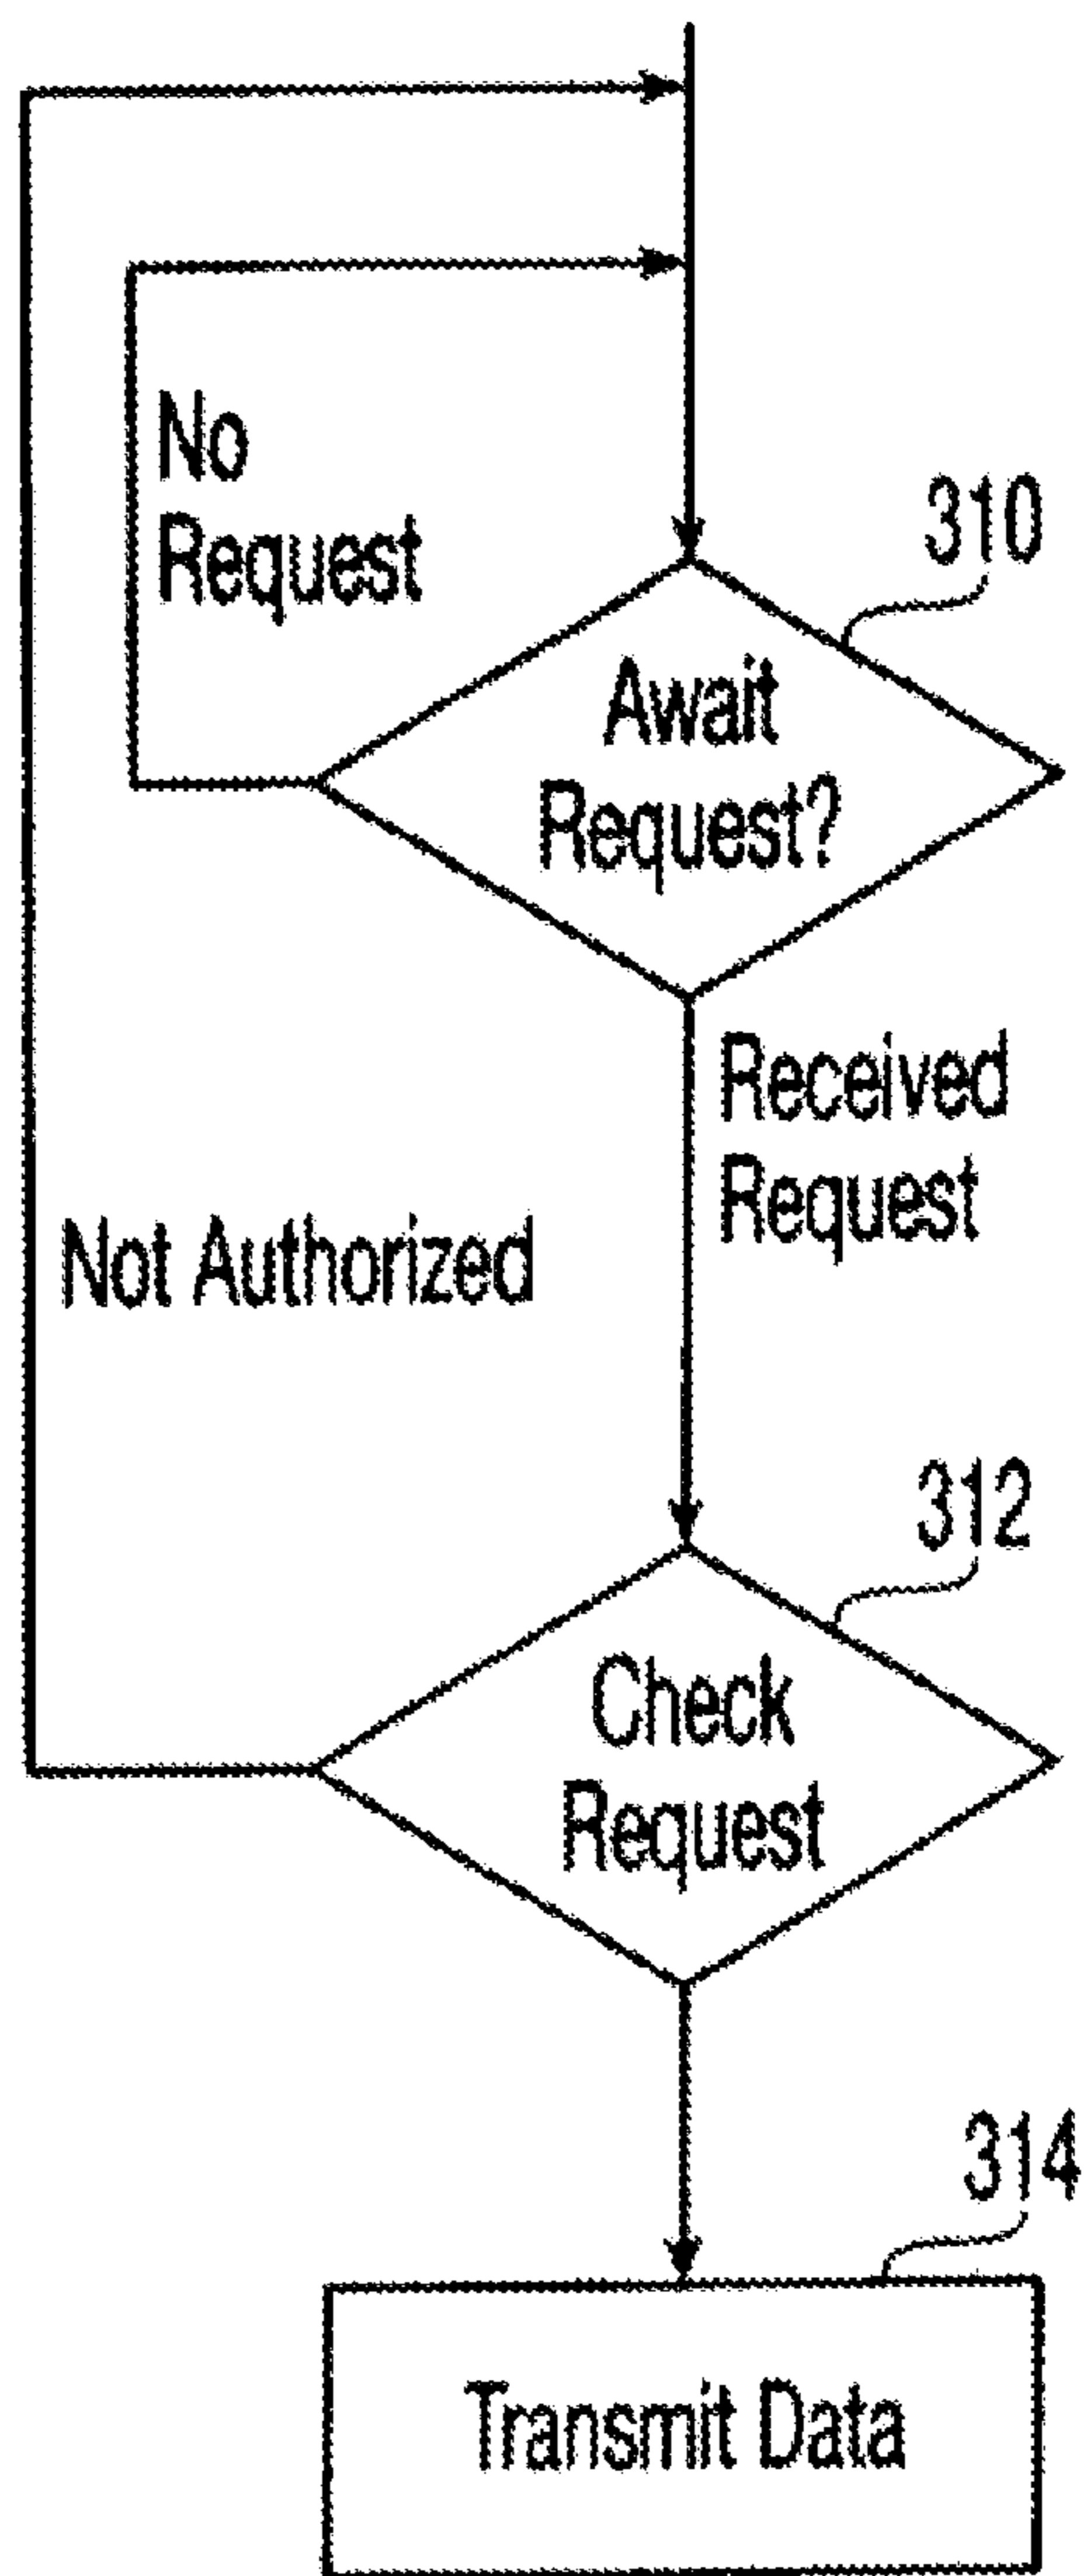 No
Request
310
Await
Request?
Received
Request
Not Authorized
312
Check
Request
314
Transmit Data